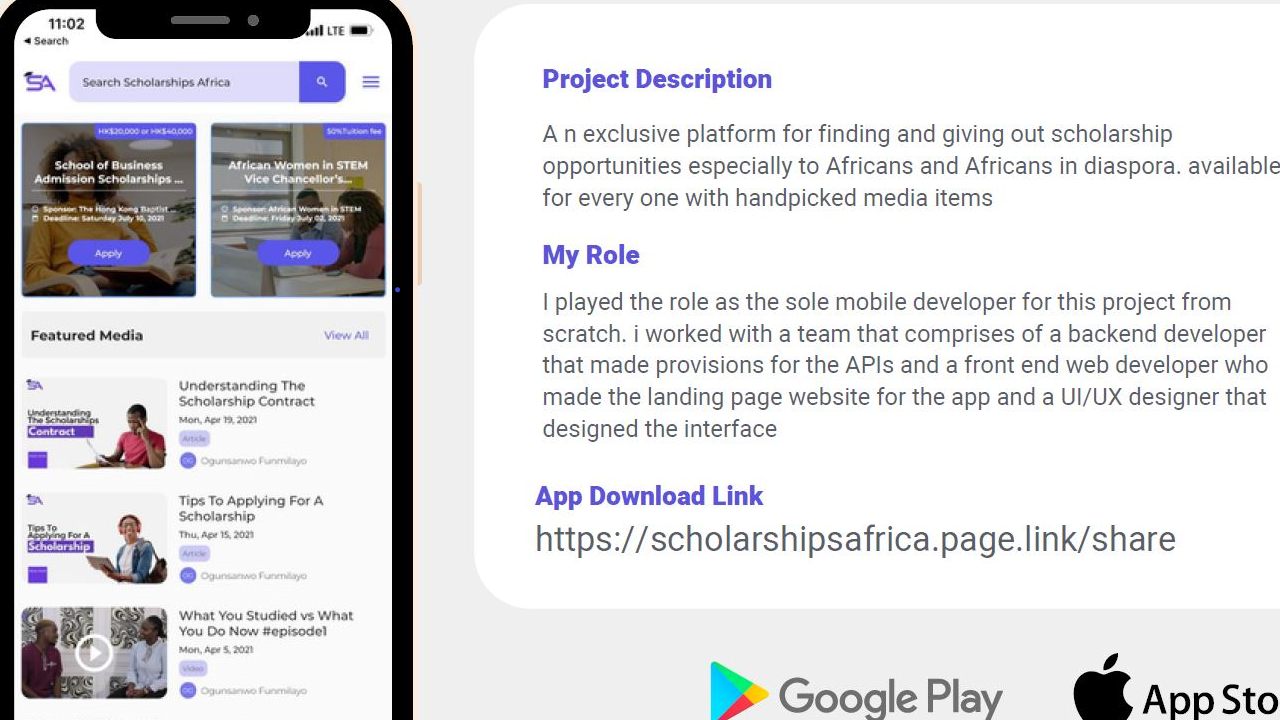 11:02
LTE
Search
SA
Search Scholarships Africa
HK$20,000 or HK$40,000
School of Business
Admission Scholarships ...
Sponsor: The Hong Kong Baptist ...
Deadline: Saturday July 10, 2021
Apply
50%Tuition fee
African Women in STEM
Vice Chancellor's...
Sponsor: African Women in STEM
Deadline: Friday July 02, 2021
Apply
Featured Media
View All
SA
Understanding
The Scholarships
Contract
Understanding The
Scholarship Contract
Mon, Apr 19, 2021
Article
OG
Ogunsanwo Funmilayo
SA
Tips To
Applying For A
Scholarship
Tips To Applying For A
Scholarship
Thu, Apr 15, 2021
Article
OG
Ogunsanwo Funmilayo
What You Studied vs What
You Do Now #episode1
Mon, Apr 5, 2021
Video
OG
Ogunsanwo Funmilayo
Project Description
A n exclusive platform for finding and giving out scholarship
opportunities especially to Africans and Africans in diaspora. available
for every one with handpicked media items
My Role
I played the role as the sole mobile developer for this project from
scratch. i worked with a team that comprises of a backend developer
that made provisions for the APIs and a front end web developer who
made the landing page website for the app and a UI/UX designer that
designed the interface
App Download Link
https://scholarshipsafrica.page.link/share
Google Play
App Sto